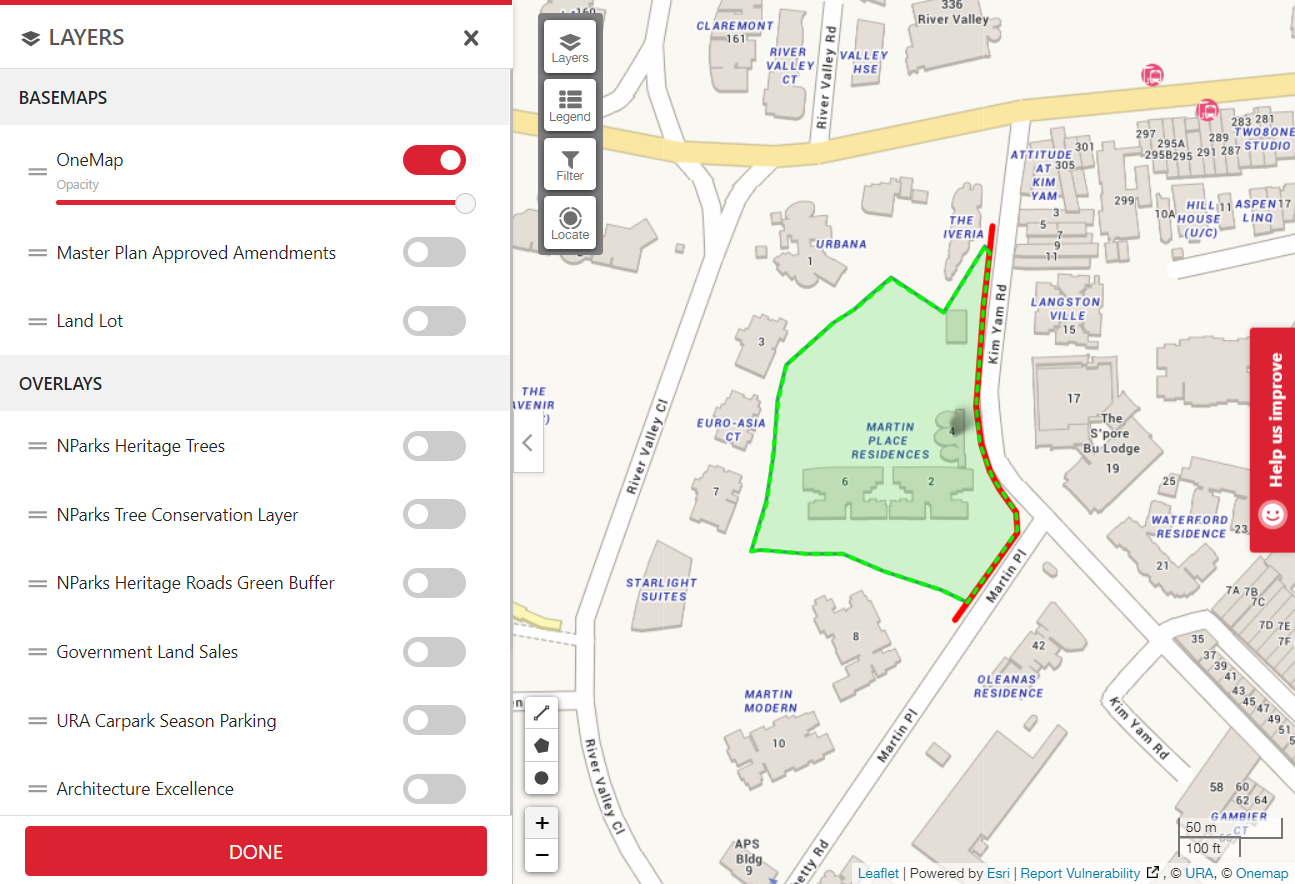 LAYERS
BASEMAPS
OneMap
Opacity
Master Plan Approved Amendments
Land Lot
OVERLAYS
NParks Heritage Trees
NParks Tree Conservation Layer
NParks Heritage Roads Green Buffer
Government Land Sales
URA Carpark Season Parking
Architecture Excellence
DONE
Layers
Legend
Filter
Locate
CLAREMONT
161
RIVER
VALLEY
CT
VALLEY
HSE
River Valley Rd
336
River Valley
ATTITUDE
AT
KIM
YAM
301
305
299
297
295A
295B
295
291
289
287
283
281
TWO8ONE
STUDIO
10A
HILL
HOUSE
(U/C)
11
ASPEN
LINQ
17
3
5
7
9
11
THE
IVERIA
URBANA
1
3
Kim Yam Rd
LANGSTON
VILLE
15
THE
AVENIR
EURO-ASIA
CT
River Valley Cl
7
MARTIN
PLACE
RESIDENCES
4
6
2
17
The
S'pore
Bu Lodge
19
25
WATERFORD
RESIDENCE
23
21
STARLIGHT
SUITES
Martin Pl
8
42
OLEANAS
RESIDENCE
MARTIN
MODERN
10
Martin Pl
River Valley Cl
7A
7B
7C
7D
7E
7F
35
37
39
41
43
45
47
49
51
Kim Yam Rd
58
60
62
64
GAMBIER
CT
APS
Bldg
9
Help us improve
+
−
50 m
100 ft
Leaflet | Powered by Esri | Report Vulnerability , © URA, © Onemap